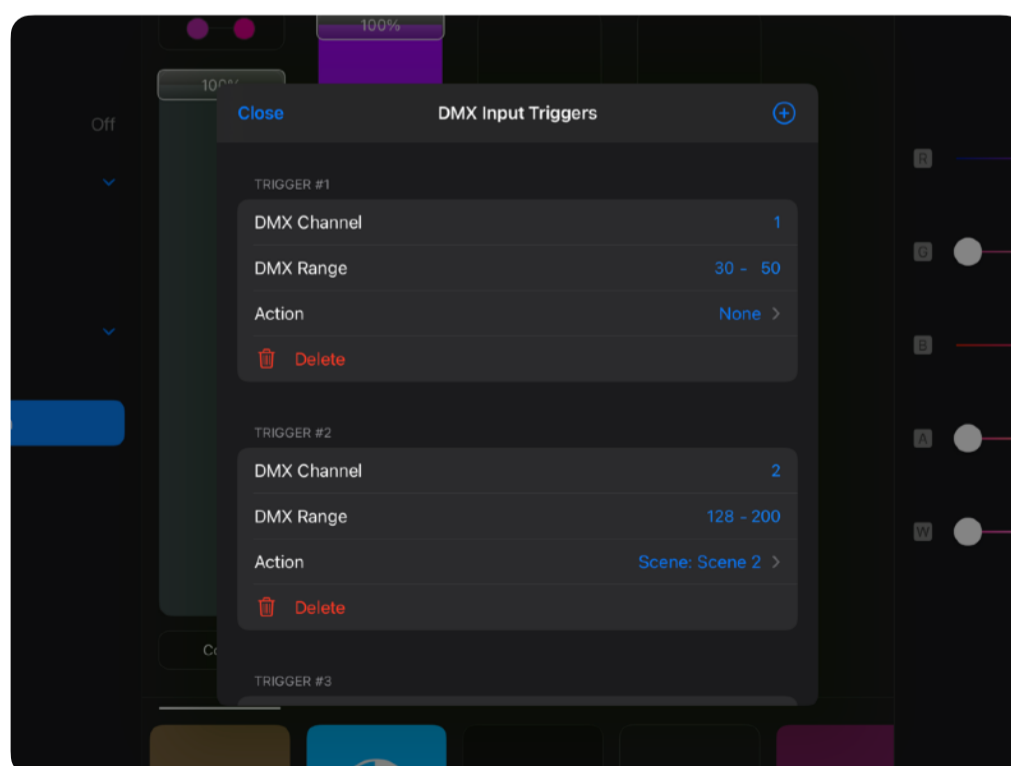 100%
100%
Off
Close
DMX Input Triggers
R
TRIGGER #1
DMX Channel
1
G
DMX Range
30 - 50
Action
None
B
Delete
TRIGGER #2
A
DMX Channel
2
DMX Range
128 - 200
W
Action
Scene: Scene 2
Delete
TRIGGER #3